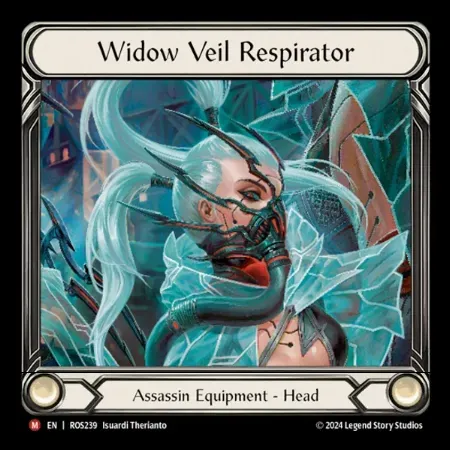 Widow Veil Respirator
Assassin Equipment - Head
M EN | ROS239 Isuardi Therianto © 2024 Legend Story Studios